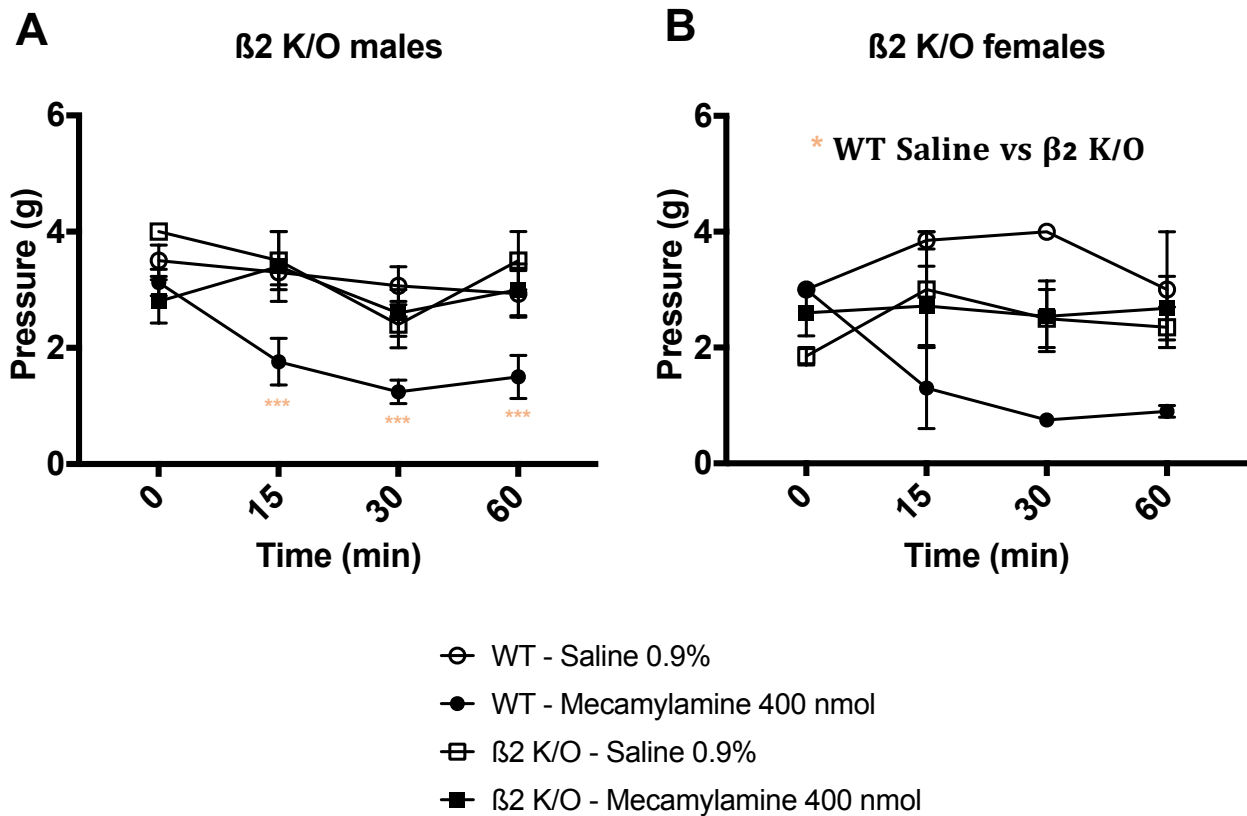 A
ß2 K/O males
6
4
2
0
Pressure (g)
***
***
***
0
15
30
60
Time (min)
B
ß2 K/O females
* WT Saline vs β2 K/O
6
4
2
0
Pressure (g)
0
15
30
60
Time (min)
WT - Saline 0.9%
WT - Mecamylamine 400 nmol
ß2 K/O - Saline 0.9%
ß2 K/O - Mecamylamine 400 nmol